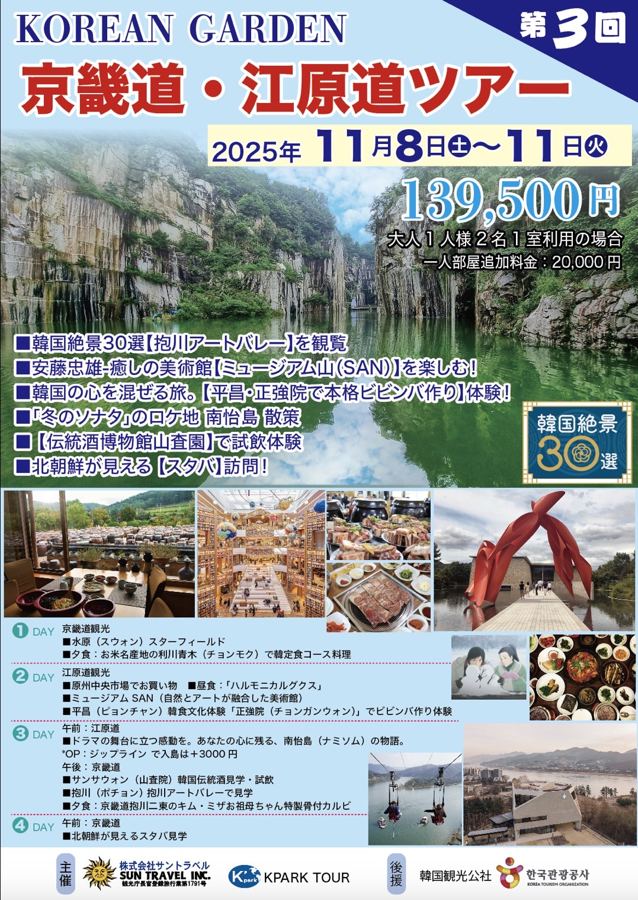 KOREAN GARDEN
第3回
京畿道・江原道ツアー
2025年 11月8日土～11日火
139,500円
大人1人様2名1室利用の場合
一人部屋追加料金：20,000円
■韓国絶景30選【抱川アートバレー】を観覧
■安藤忠雄-癒しの美術館【ミュージアム山（SAN）】を楽しむ！
■韓国の心を混ぜる旅。【平昌・正強院で本格ビビンバ作り】体験！
■「冬のソナタ」のロケ地 南怡島 散策
■【伝統酒博物館山査園】で試飲体験
■北朝鮮が見える【スタバ】訪問！
韓国絶景
30選
1 DAY 京畿道観光
■水原（スウォン）スターフィールド
■夕食：お米名産地の利川青木（チョンモク）で韓定食コース料理
2 DAY 江原道観光
■原州中央市場でお買い物 ■昼食：「ハルモニカルグクス」
■ミュージアム SAN（自然とアートが融合した美術館）
■平昌（ピョンチャン）韓食文化体験「正強院（チョンガンウォン）」でビビンバ作り体験
3 DAY 午前：江原道
■ドラマの舞台に立つ感動を。あなたの心に残る、南怡島（ナミソム）の物語。
*OP：ジップライン で入島は＋3000 円
午後：京畿道
■サンサウォン（山査院）韓国伝統酒見学・試飲
■抱川（ポチョン）抱川アートバレーで見学
■夕食：京畿道抱川二東のキム・ミザお祖母ちゃん特製骨付カルビ
4 DAY 午前：京畿道
■北朝鮮が見えるスタバ見学
主催
株式会社サントラベル
SUN TRAVEL INC.
観光庁長官登録旅行業第1791号
K'park
KPARK TOUR
後援
韓国観光公社
한국관광공사
KOREA TOURISM ORGANIZATION